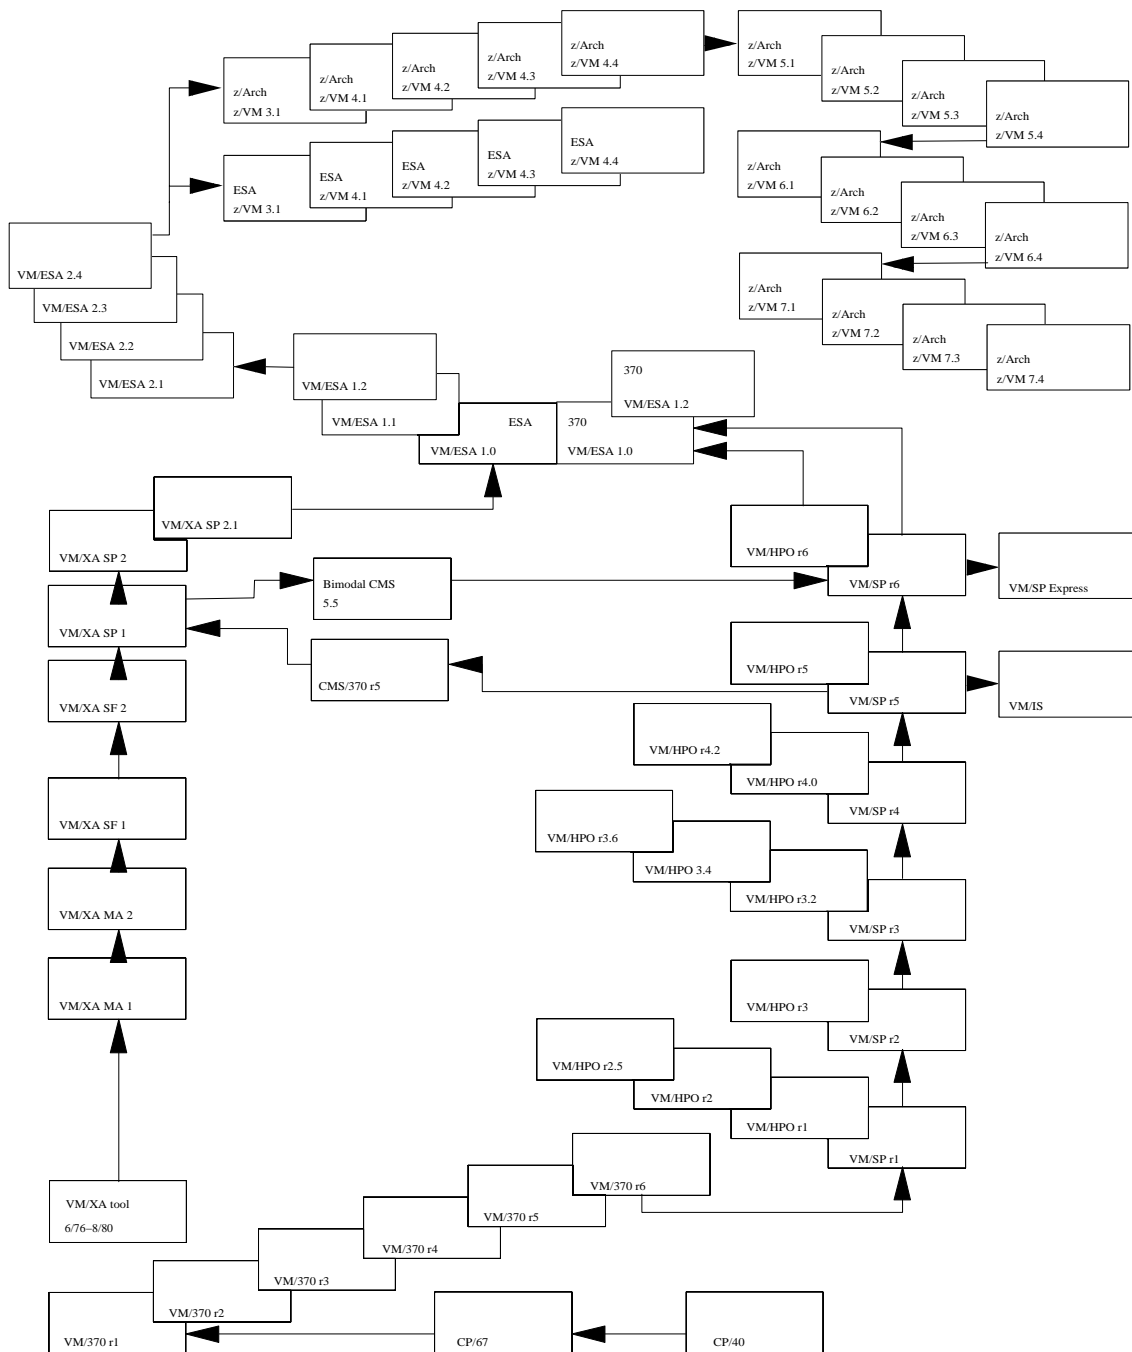 z/Arch
z/VM 3.1
z/Arch
z/VM 4.1
z/Arch
z/VM 4.2
z/Arch
z/VM 4.3
z/Arch
z/VM 4.4
z/Arch
z/VM 5.1
z/Arch
z/VM 5.2
z/Arch
z/VM 5.3
z/Arch
z/VM 5.4
ESA
z/VM 3.1
ESA
z/VM 4.1
ESA
z/VM 4.2
ESA
z/VM 4.3
ESA
z/VM 4.4
z/Arch
z/VM 6.1
z/Arch
z/VM 6.2
z/Arch
z/VM 6.3
z/Arch
z/VM 6.4
z/Arch
z/VM 7.1
z/Arch
z/VM 7.2
z/Arch
z/VM 7.3
z/Arch
z/VM 7.4
VM/ESA 2.4
VM/ESA 2.3
VM/ESA 2.2
VM/ESA 2.1
VM/ESA 1.2
VM/ESA 1.1
ESA
VM/ESA 1.0
370
VM/ESA 1.2
370
VM/ESA 1.0
VM/XA SP 2.1
VM/XA SP 2
VM/XA SP 1
Bimodal CMS
5.5
CMS/370 r5
VM/HPO r6
VM/SP r6
VM/SP Express
VM/HPO r5
VM/SP r5
VM/IS
VM/XA SF 2
VM/XA SF 1
VM/XA MA 2
VM/XA MA 1
VM/HPO r4.2
VM/HPO r4.0
VM/SP r4
VM/HPO r3.6
VM/HPO 3.4
VM/HPO r3.2
VM/SP r3
VM/HPO r3
VM/SP r2
VM/HPO r2.5
VM/HPO r2
VM/HPO r1
VM/SP r1
VM/XA tool
6/76–8/80
VM/370 r6
VM/370 r5
VM/370 r4
VM/370 r3
VM/370 r2
VM/370 r1
CP/67
CP/40